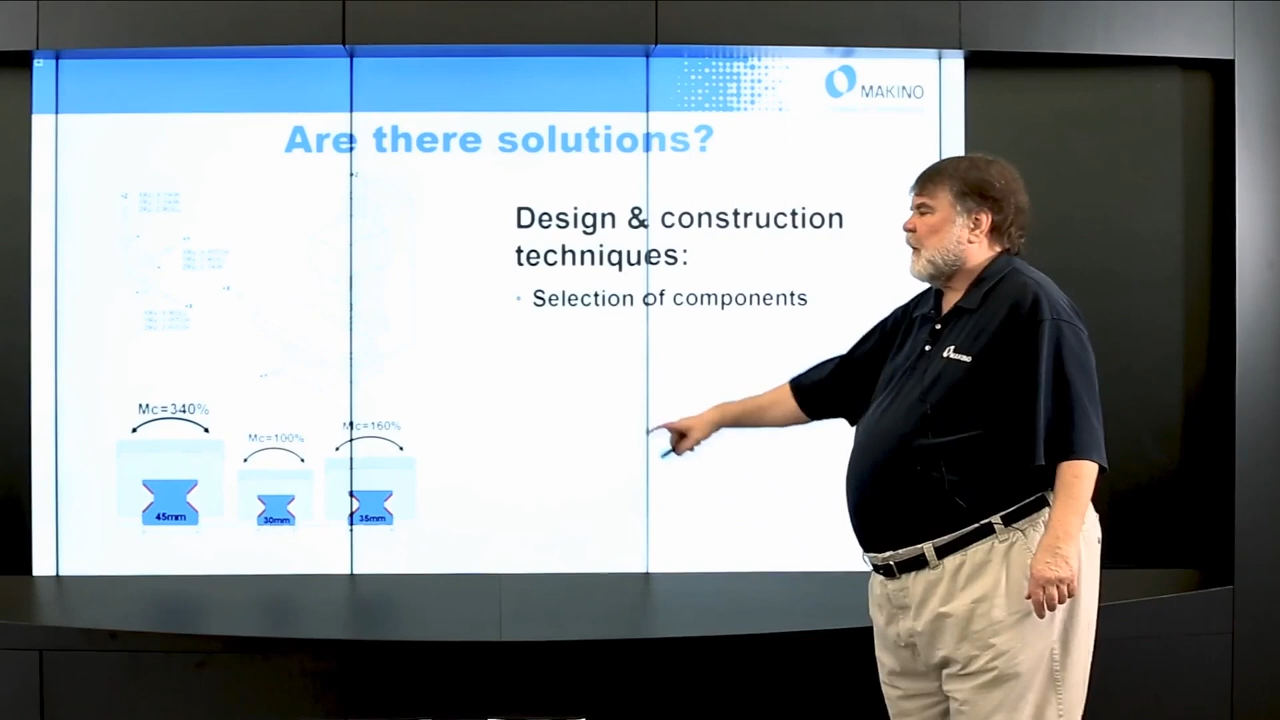 MAKINO
Are there solutions?
Design & construction
techniques:
• Selection of components
Mc=340%
Mc=100%
Mc=160%
45mm
30mm
35mm
MAKINO